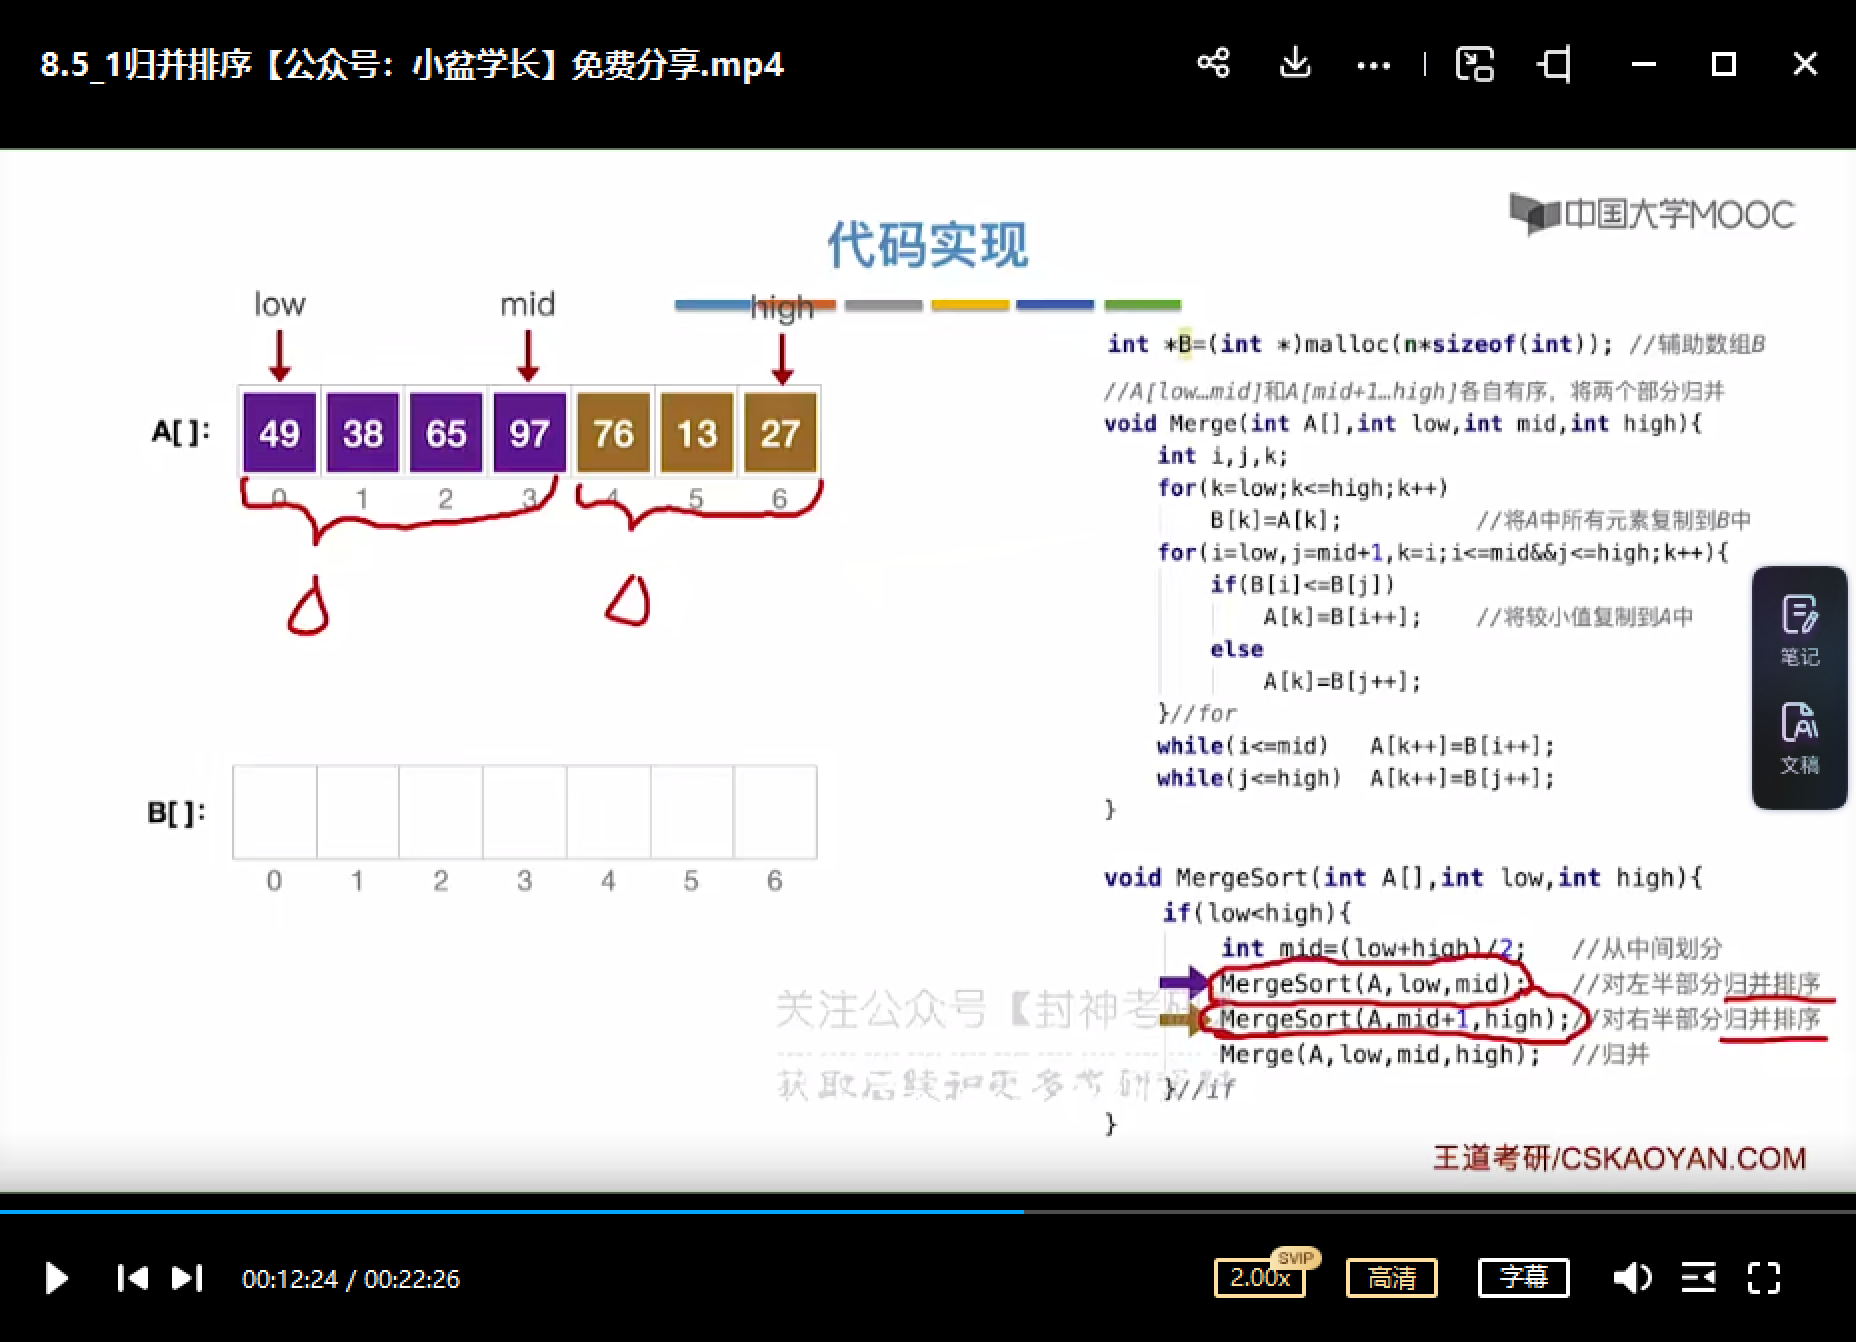 8.5_1归并排序【公众号：小盆学长】免费分享.mp4
中国大学MOOC
代码实现
low mid high
A[]: 49 38 65 97 76 13 27
0 1 2 3 4 5 6
B[]:
0 1 2 3 4 5 6
int *B=(int *)malloc(n*sizeof(int)); //辅助数组B
//A[low…mid]和A[mid+1…high]各自有序，将两个部分归并
void Merge(int A[],int low,int mid,int high){
int i,j,k;
for(k=low;k<=high;k++)
B[k]=A[k]; //将A中所有元素复制到B中
for(i=low,j=mid+1,k=i;i<=mid&&j<=high;k++){
if(B[i]<=B[j])
A[k]=B[i++]; //将较小值复制到A中
else
A[k]=B[j++];
}//for
while(i<=mid) A[k++]=B[i++];
while(j<=high) A[k++]=B[j++];
}
void MergeSort(int A[],int low,int high){
if(low<high){
int mid=(low+high)/2; //从中间划分
MergeSort(A,low,mid); //对左半部分归并排序
MergeSort(A,mid+1,high); //对右半部分归并排序
Merge(A,low,mid,high); //归并
}//if
}
关注公众号【封神考研
获取后续和更多考研
王道考研/CSKAOYAN.COM
笔记
文稿
00:12:24 / 00:22:26
2.00x
SVIP
高清
字幕